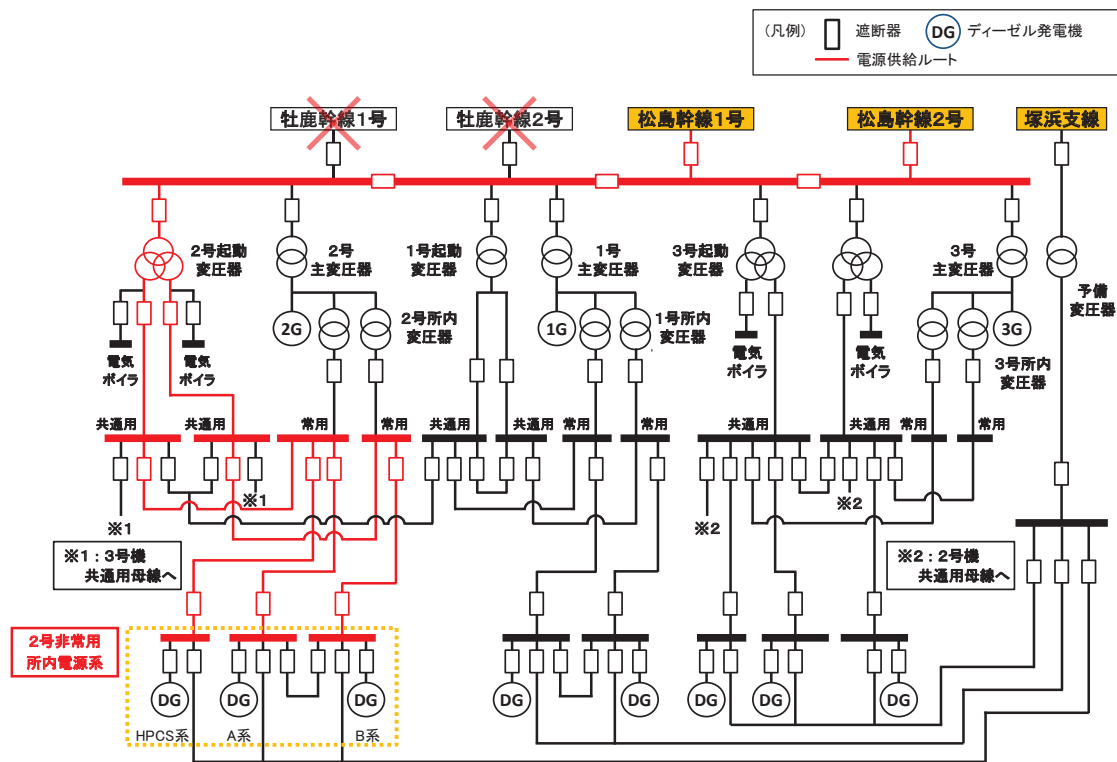 (凡例)
遮断器
DG
ディーゼル発電機
電源供給ルート
牡鹿幹線1号
牡鹿幹線2号
松島幹線1号
松島幹線2号
塚浜支線
2号起動
変圧器
2号
主変圧器
1号起動
変圧器
1号
主変圧器
3号起動
変圧器
3号
主変圧器
予備
変圧器
2G
2号所内
変圧器
1G
1号所内
変圧器
3G
3号所内
変圧器
電気
ボイラ
電気
ボイラ
電気
ボイラ
電気
ボイラ
共通用
共通用
常用
常用
共通用
共通用
常用
常用
共通用
共通用
常用
常用
※1
※1
※2
※2
※1:3号機
共通用母線へ
※2:2号機
共通用母線へ
2号非常用
所内電源系
DG
DG
DG
DG
DG
DG
DG
DG
HPCS系
A系
B系